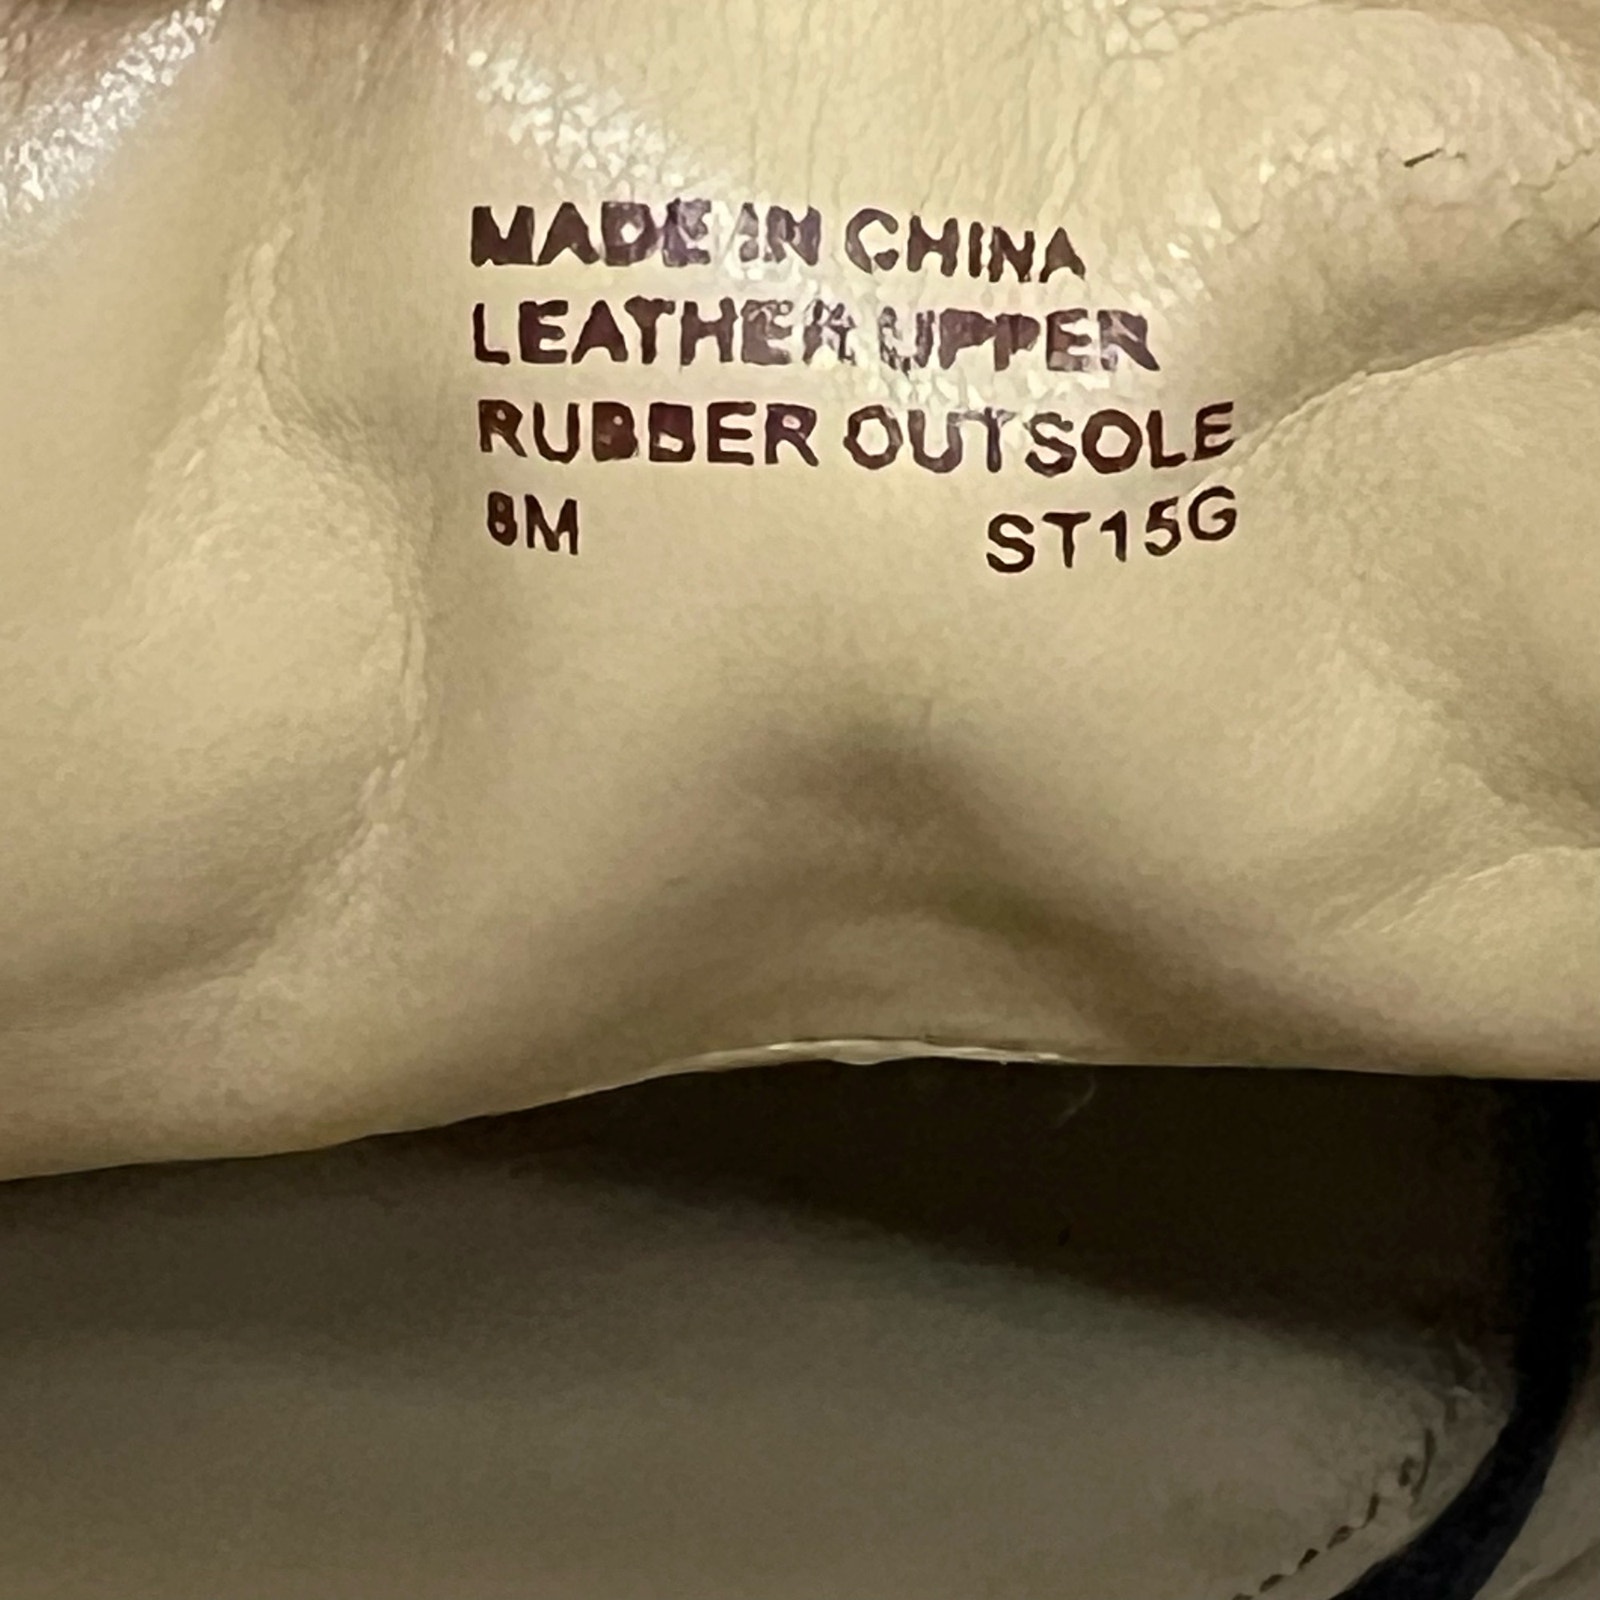 MADE IN CHINA
LEATHER UPPER
RUBBER OUTSOLE
8M ST15G